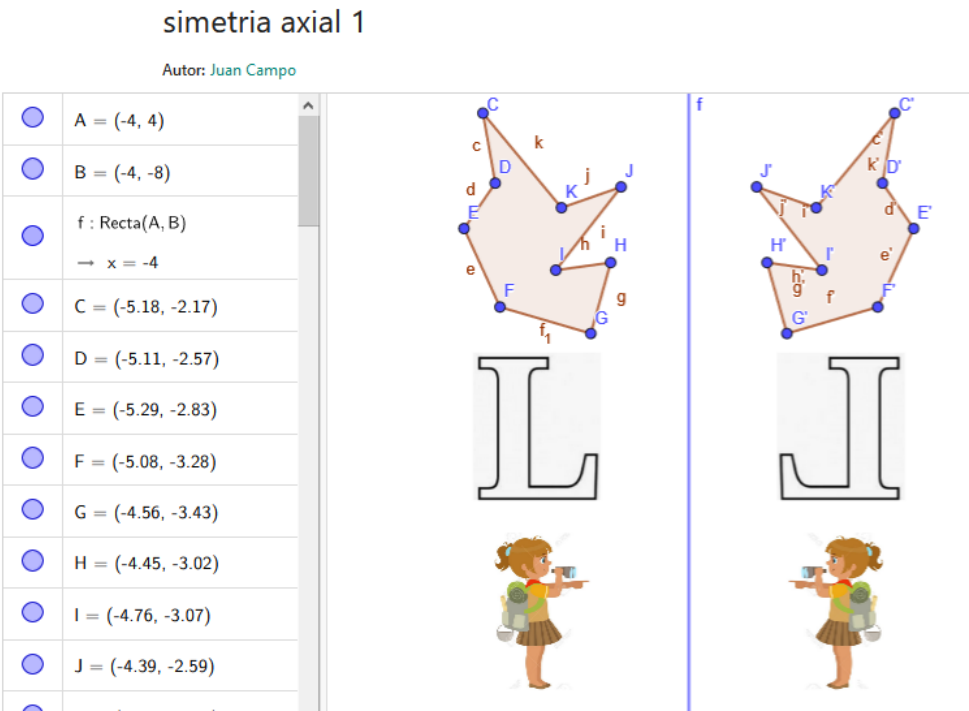 simetria axial 1
Autor: Juan Campo
A = (-4, 4)
B = (-4, -8)
f : Recta(A, B)
→ x = -4
C = (-5.18, -2.17)
D = (-5.11, -2.57)
E = (-5.29, -2.83)
F = (-5.08, -3.28)
G = (-4.56, -3.43)
H = (-4.45, -3.02)
I = (-4.76, -3.07)
J = (-4.39, -2.59)
C
k
c
D
d
E
e
F
f₁
G
g
H
h
i
I
J
j
K
f
C'
c'
k'
D'
d'
E'
e'
F'
f'
G'
g
h'
H'
I'
i'
j'
J'
K'
L
L